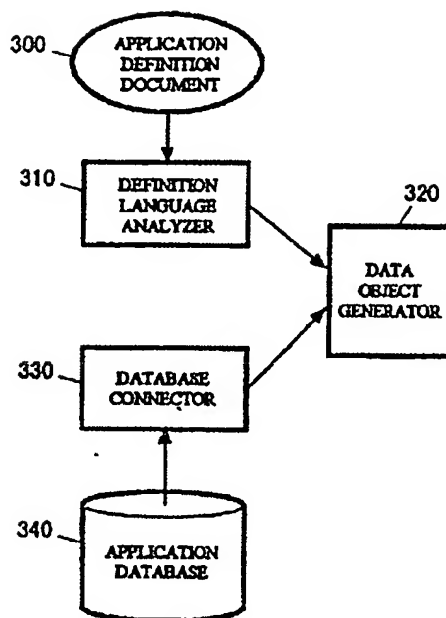 300
APPLICATION
DEFINITION
DOCUMENT
310
DEFINITION
LANGUAGE
ANALYZER
320
DATA
OBJECT
GENERATOR
330
DATABASE
CONNECTOR
340
APPLICATION
DATABASE